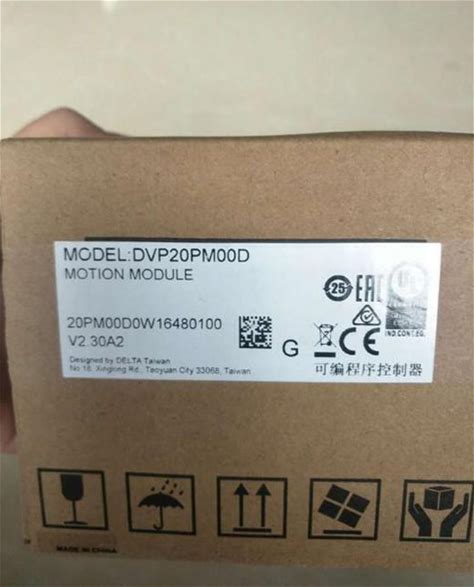 MODEL:DVP20PM00D
MOTION MODULE
25
EAC
UL
IND.CONT.EQ.
20PM00D0W16480100
V2.30A2
G
CE
Designed by DELTA Taiwan
No 18, Xinglong Rd., Taoyuan City 33068, Taiwan
可编程序控制器
MADE IN CHINA